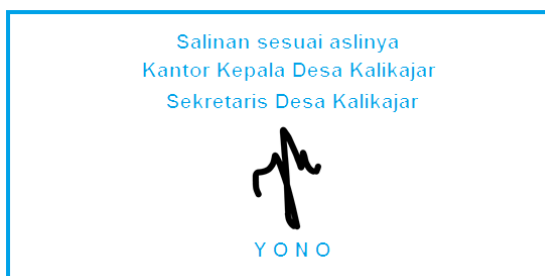 Salinan sesuai aslinya
Kantor Kepala Desa Kalikajar
Sekretaris Desa Kalikajar
Y O N O